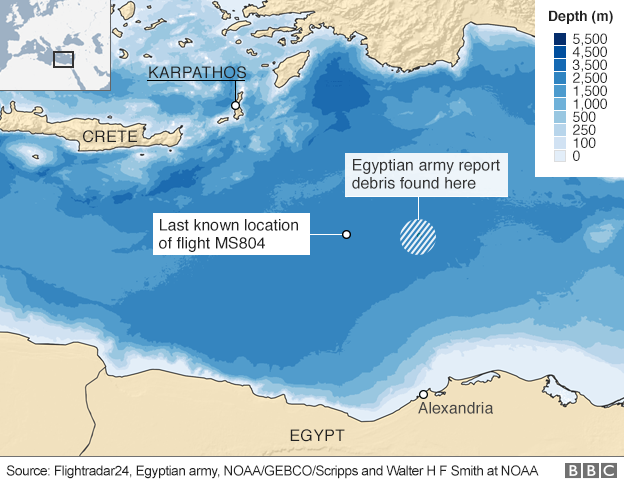 Depth (m)
5,500
4,500
3,500
2,500
1,500
1,000
500
250
100
0
KARPATHOS
CRETE
Egyptian army report
debris found here
Last known location
of flight MS804
Alexandria
EGYPT
Source: Flightradar24, Egyptian army, NOAA/GEBCO/Scripps and Walter H F Smith at NOAA
BBC